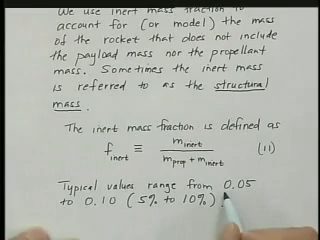 We use inert mass fraction to
account for (or model) the mass
of the rocket that does not include
the payload mass nor the propellant
mass. Sometimes the inert mass
is referred to as the structural
mass.
The inert mass fraction is defined as
f_inert ≡ m_inert / (m_prop + m_inert) (11)
Typical values range from 0.05
to 0.10 (5% to 10%).